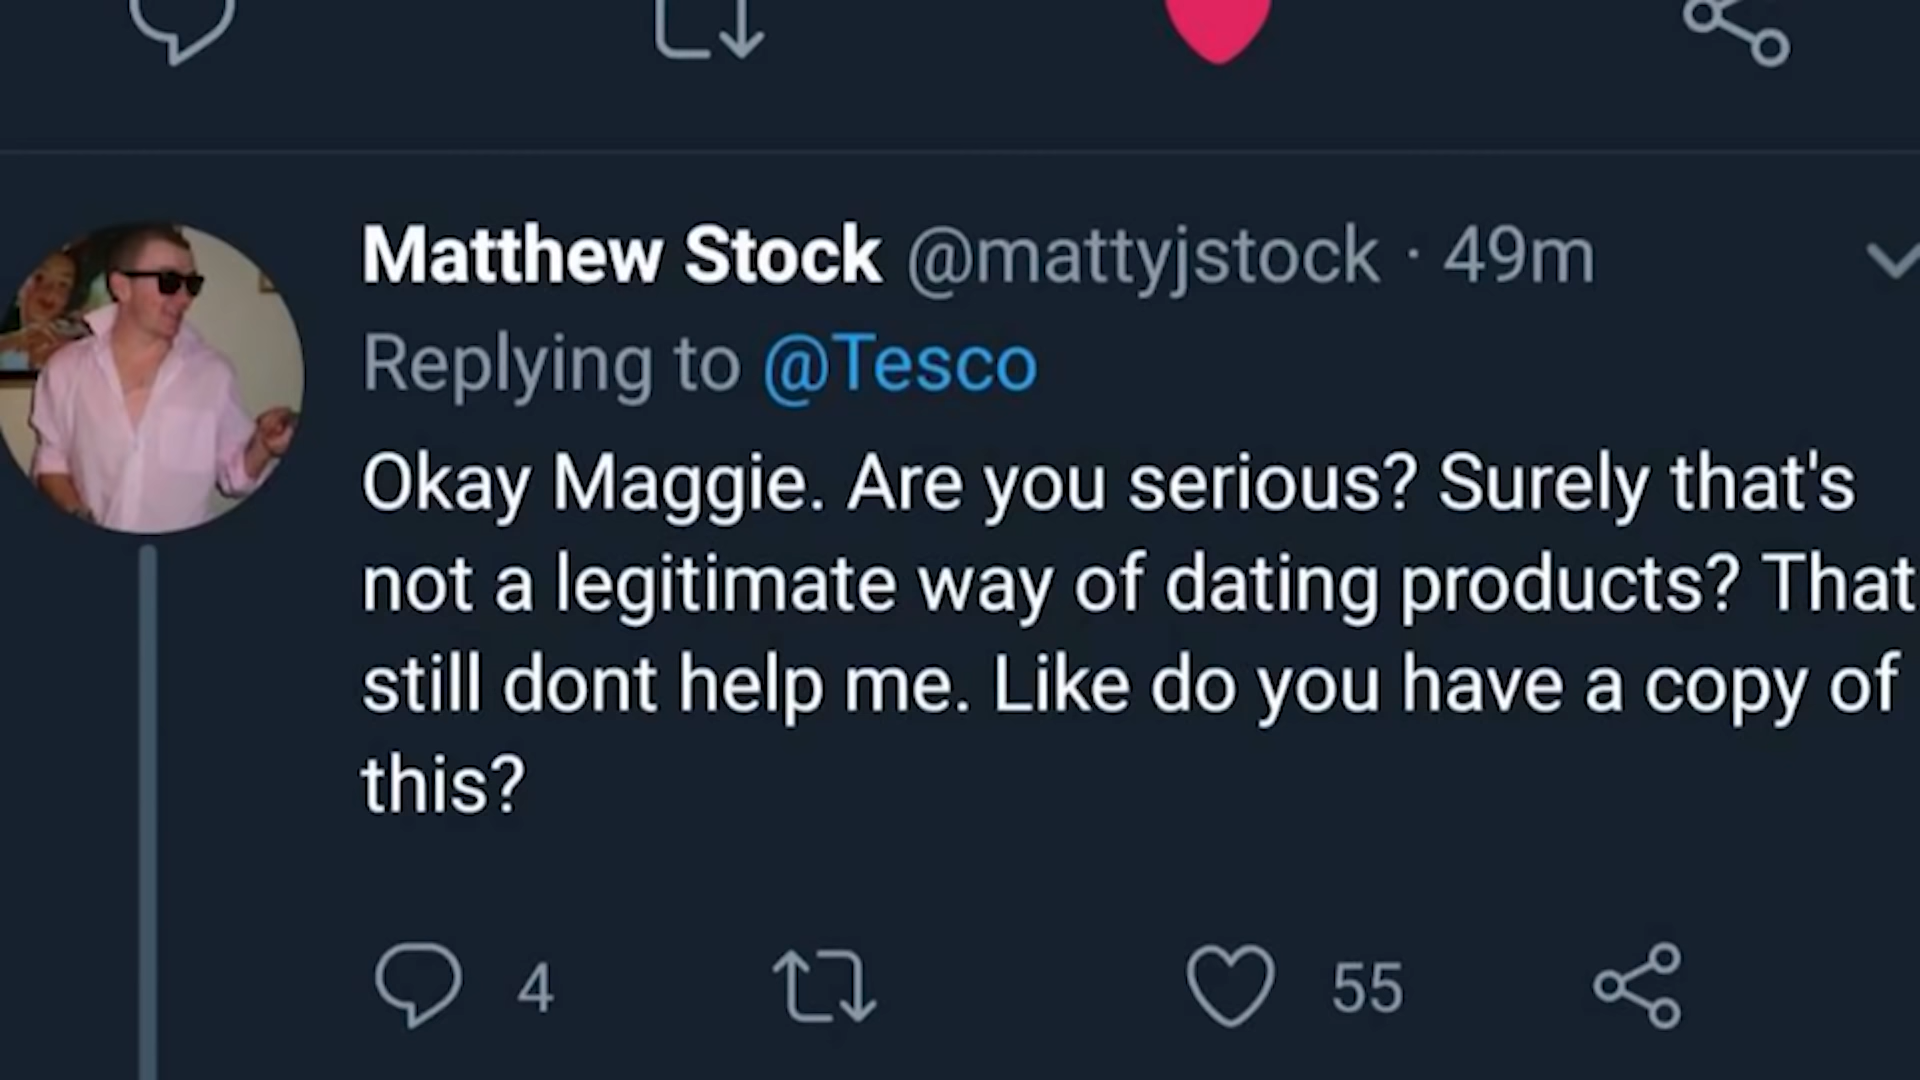 Matthew Stock @mattyjstock · 49m
Replying to @Tesco
Okay Maggie. Are you serious? Surely that's
not a legitimate way of dating products? That
still dont help me. Like do you have a copy of
this?
4 55